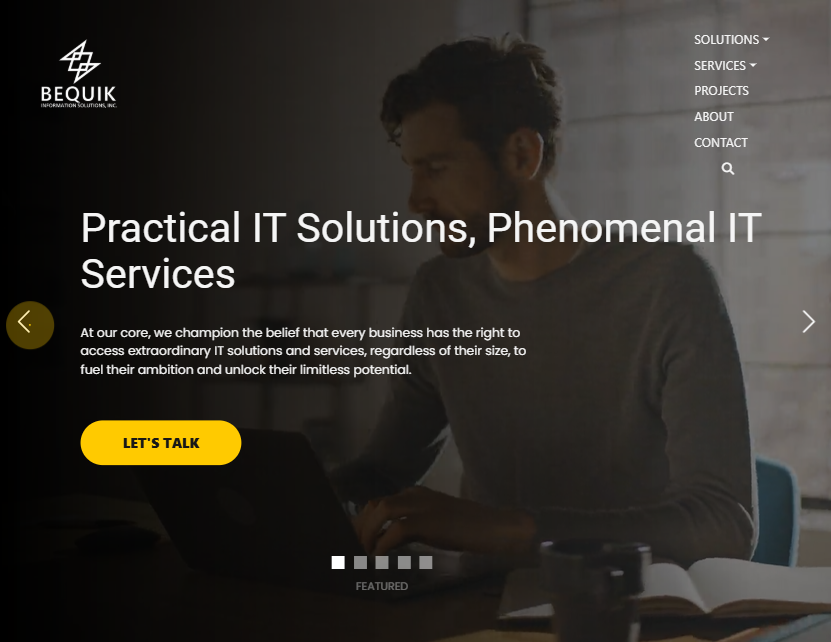 BEQUIK
INFORMATION SOLUTIONS, INC.
SOLUTIONS
SERVICES
PROJECTS
ABOUT
CONTACT
Practical IT Solutions, Phenomenal IT
Services
At our core, we champion the belief that every business has the right to
access extraordinary IT solutions and services, regardless of their size, to
fuel their ambition and unlock their limitless potential.
LET'S TALK
FEATURED